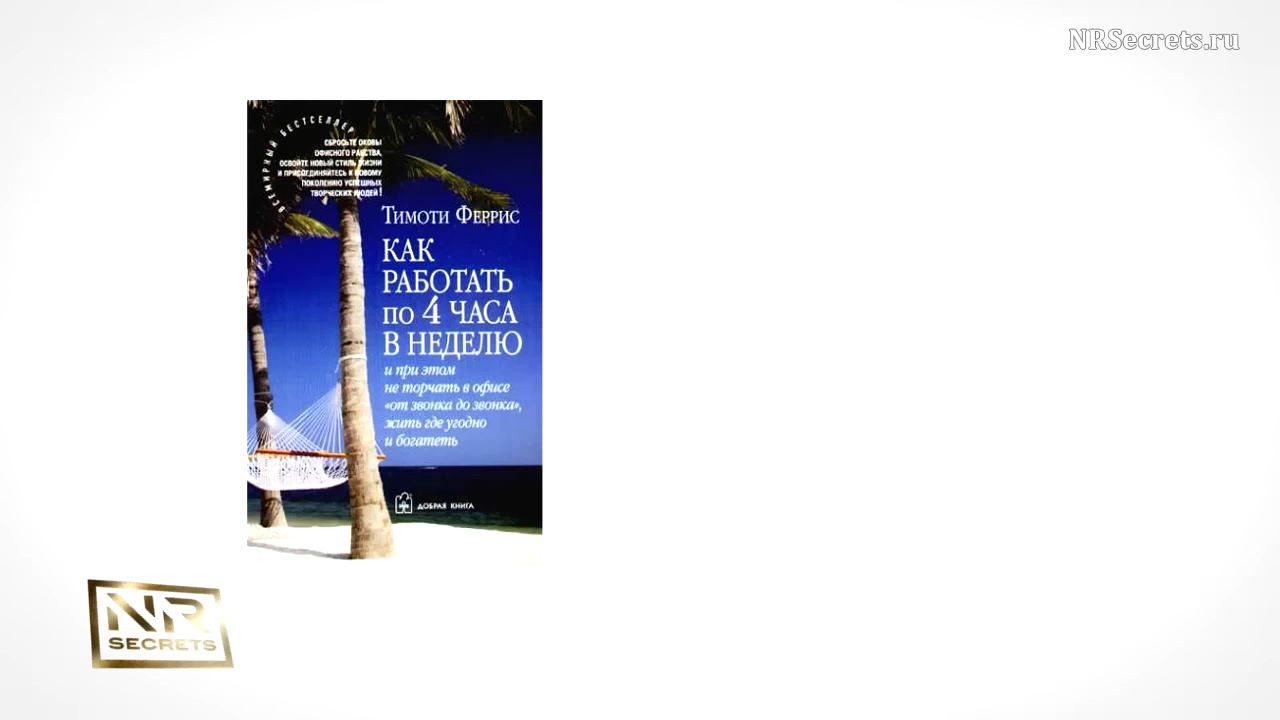 NRSecrets.ru
ВСЕМИРНЫЙ БЕСТСЕЛЛЕР
СБРОСЬТЕ ОКОВЫ
ОФИСНОГО РАБСТВА,
ОСВОЙТЕ НОВЫЙ СТИЛЬ ЖИЗНИ
И ПРИСОЕДИНЯЙТЕСЬ К НОВОМУ
ПОКОЛЕНИЮ УСПЕШНЫХ
ТВОРЧЕСКИХ ЛЮДЕЙ!
ТИМОТИ ФЕРРИС
КАК
РАБОТАТЬ
ПО 4 ЧАСА
В НЕДЕЛЮ
и при этом
не торчать в офисе
«от звонка до звонка»,
жить где угодно
и богатеть
ДОБРАЯ КНИГА
NR
SECRETS